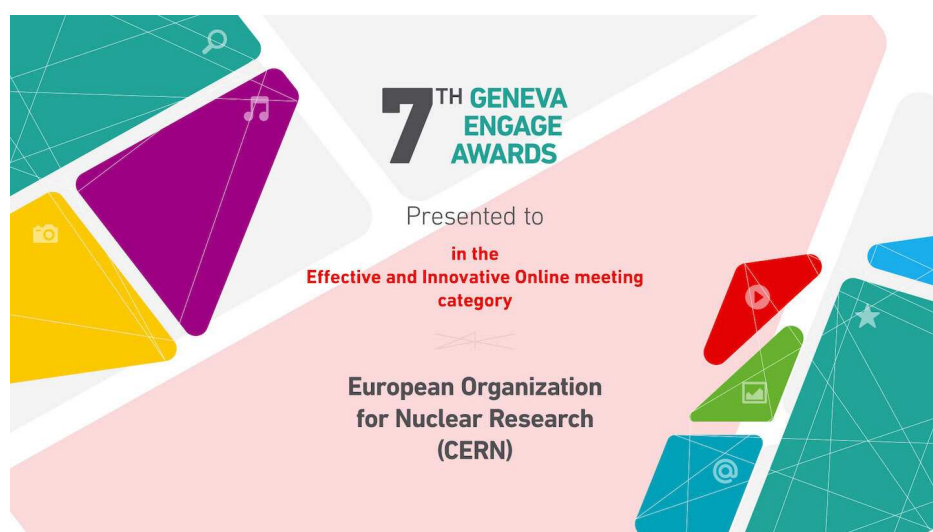 7TH GENEVA
ENGAGE
AWARDS
Presented to
in the
Effective and Innovative Online meeting
category
European Organization
for Nuclear Research
(CERN)
@